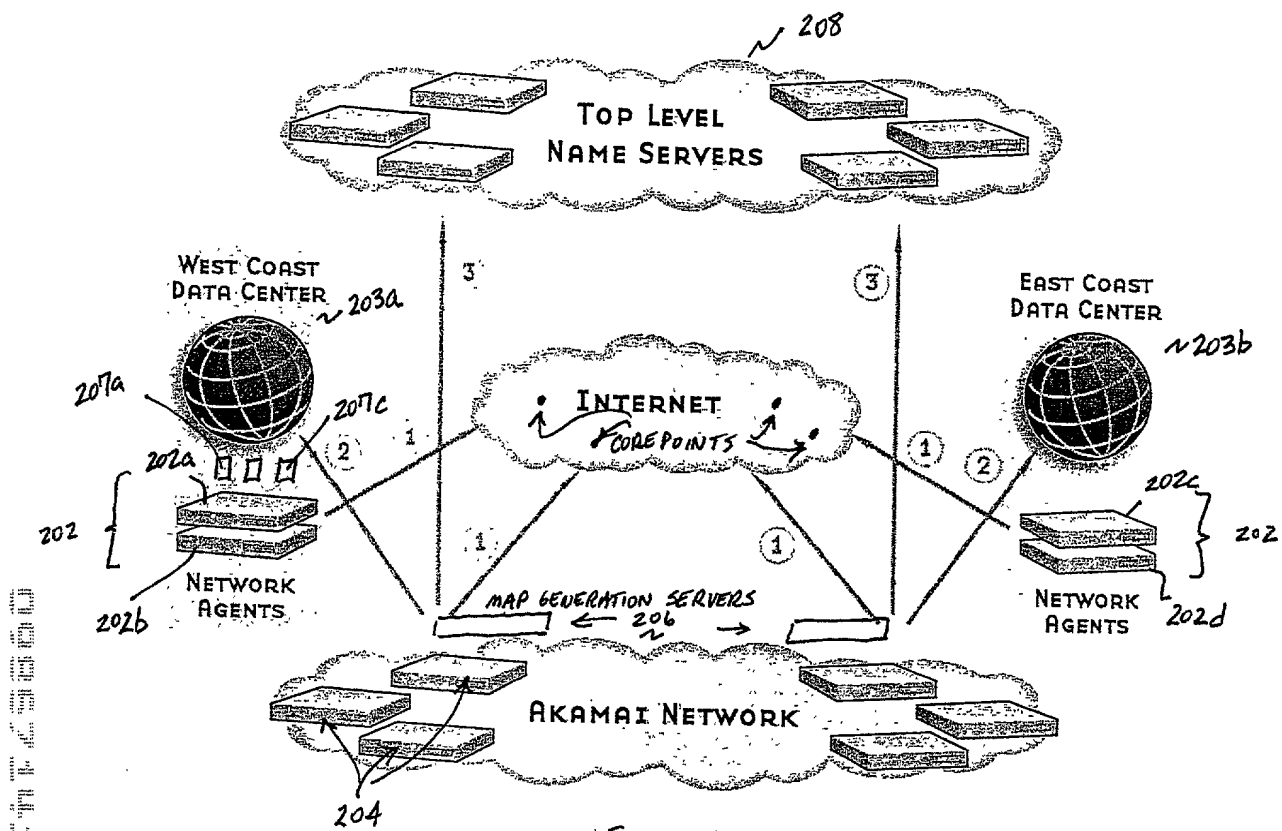 208
TOP LEVEL
NAME SERVERS
WEST COAST
DATA CENTER
203a
3
3
EAST COAST
DATA CENTER
203b
207a
207c
INTERNET
COREPOINTS
2
1
1
2
202a
202
202b
NETWORK
AGENTS
1
1
202c
202
202d
NETWORK
AGENTS
MAP GENERATION SERVERS
206
AKAMAI NETWORK
204